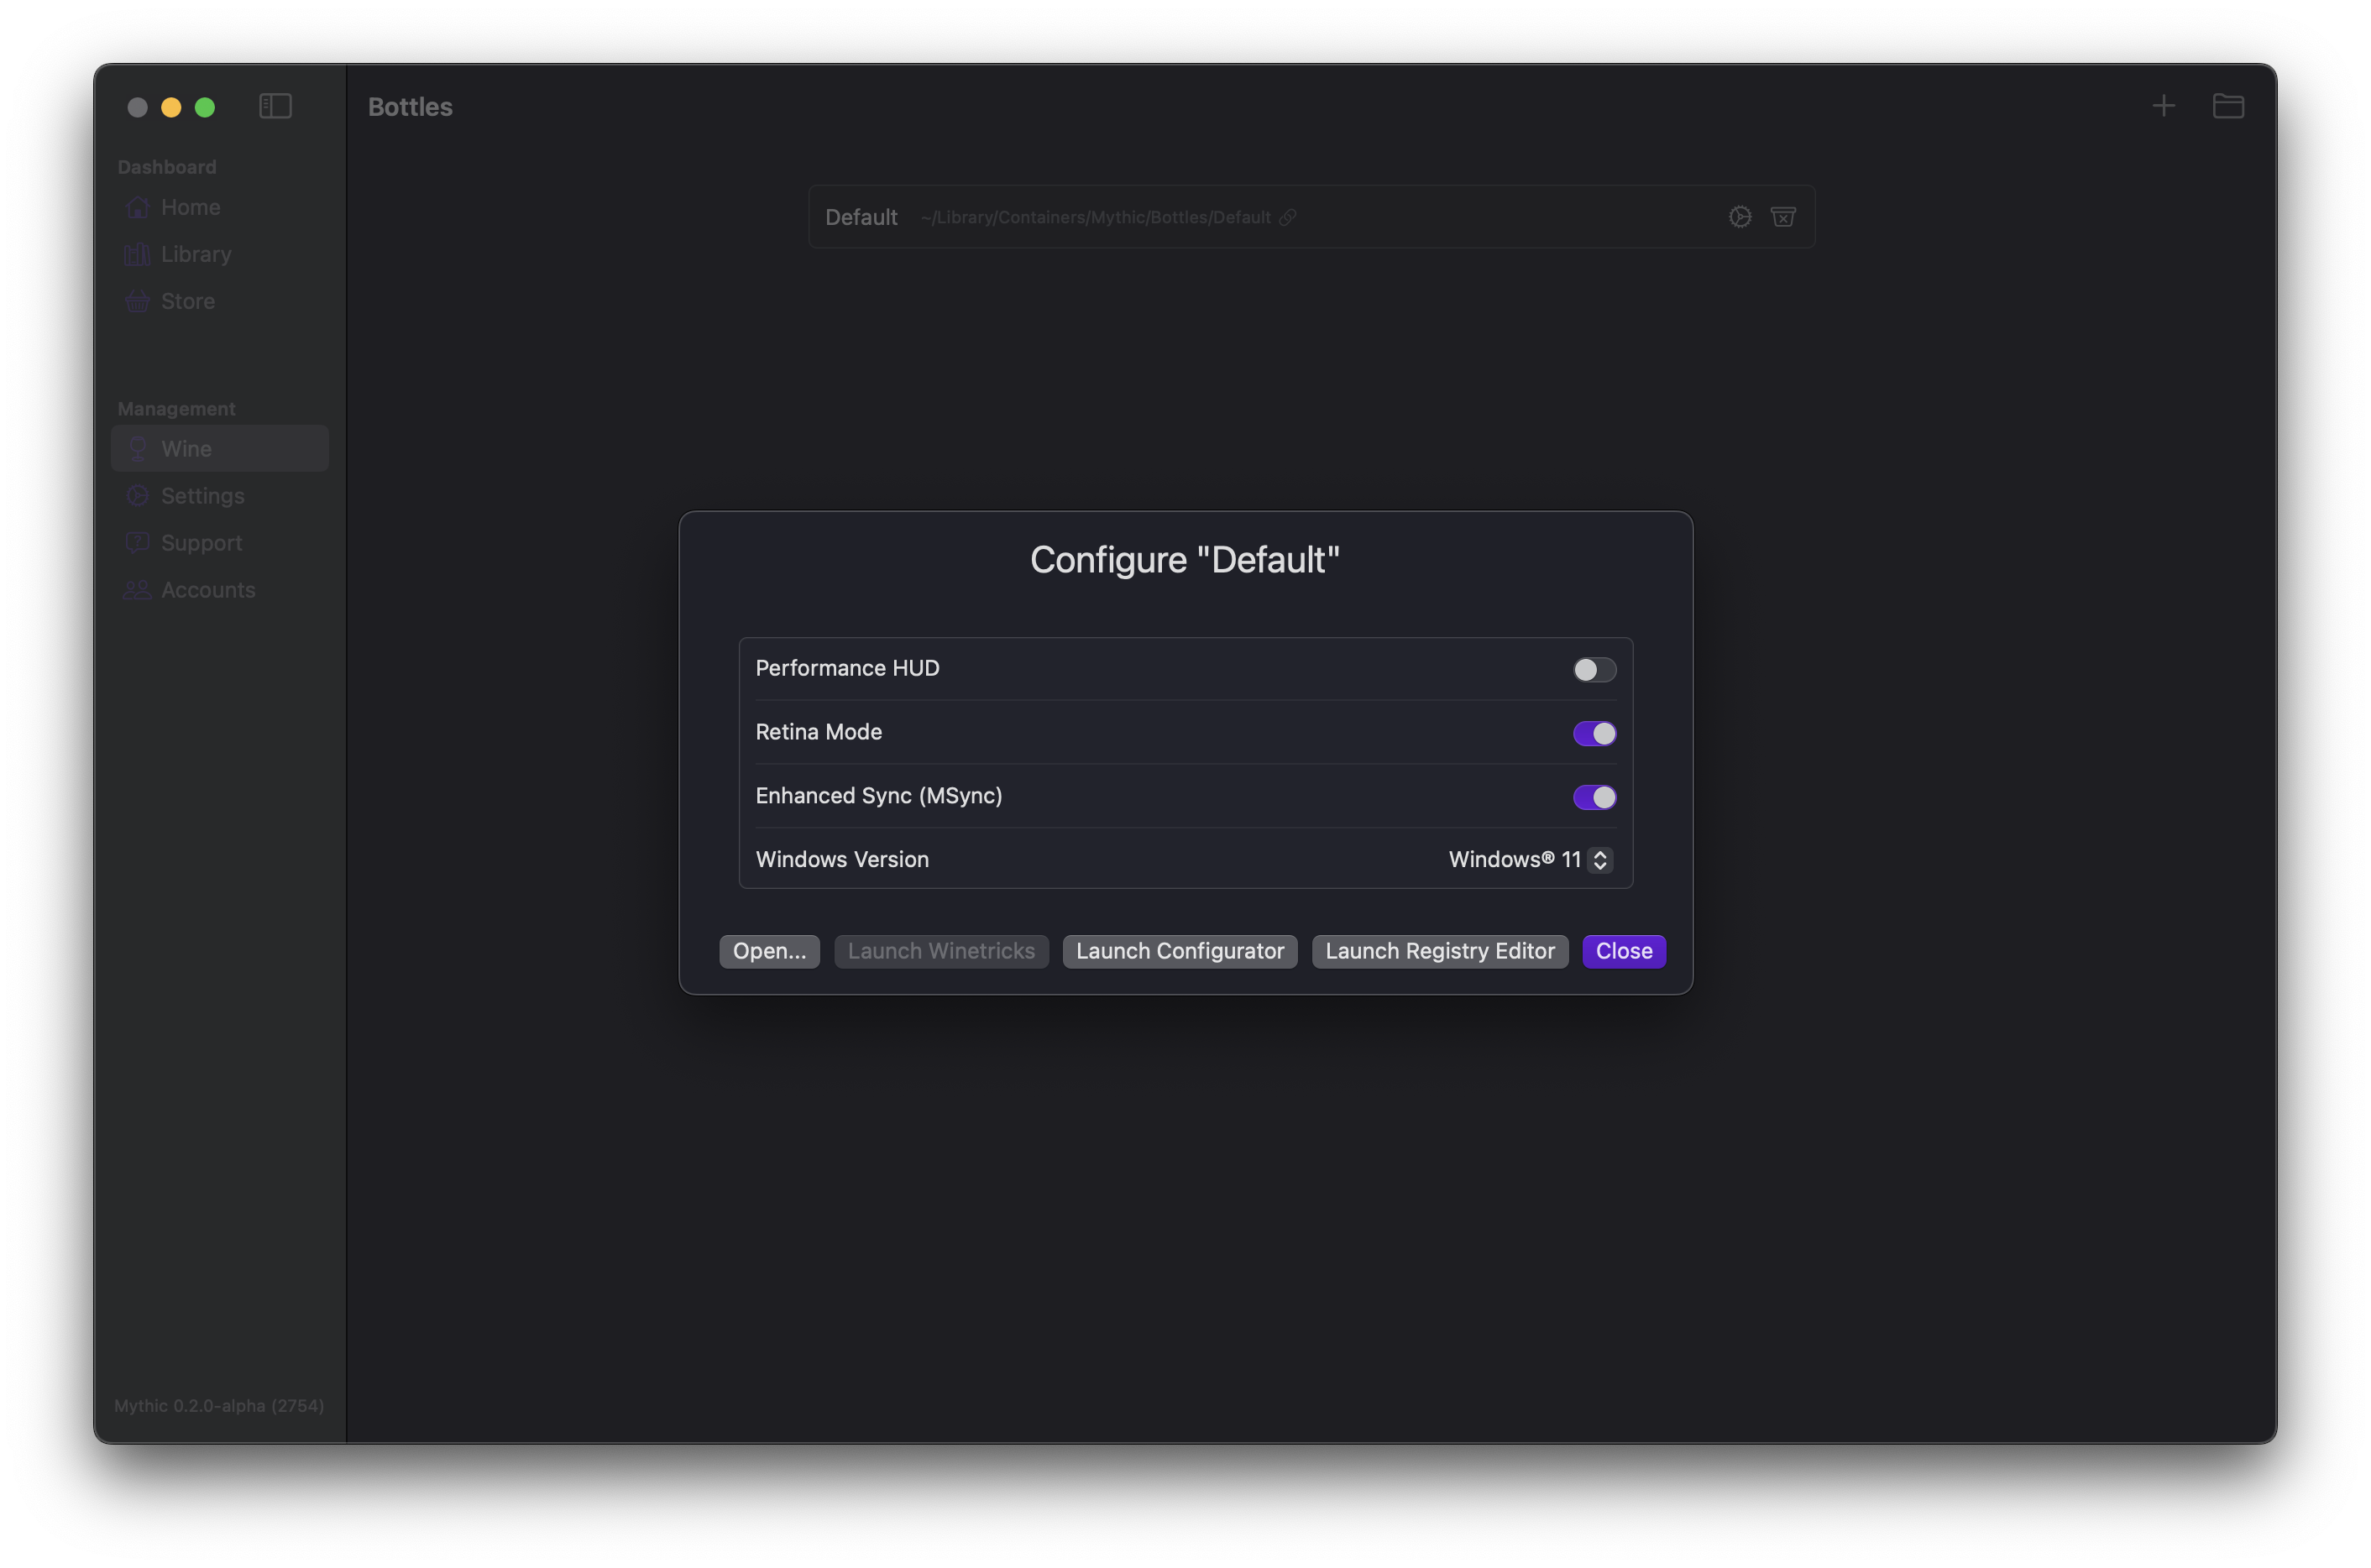 Bottles
Dashboard
Home
Library
Store
Management
Wine
Settings
Support
Accounts
Mythic 0.2.0-alpha (2754)
Default ~/Library/Containers/Mythic/Bottles/Default
Configure "Default"
Performance HUD
Retina Mode
Enhanced Sync (MSync)
Windows Version Windows® 11
Open... Launch Winetricks Launch Configurator Launch Registry Editor Close